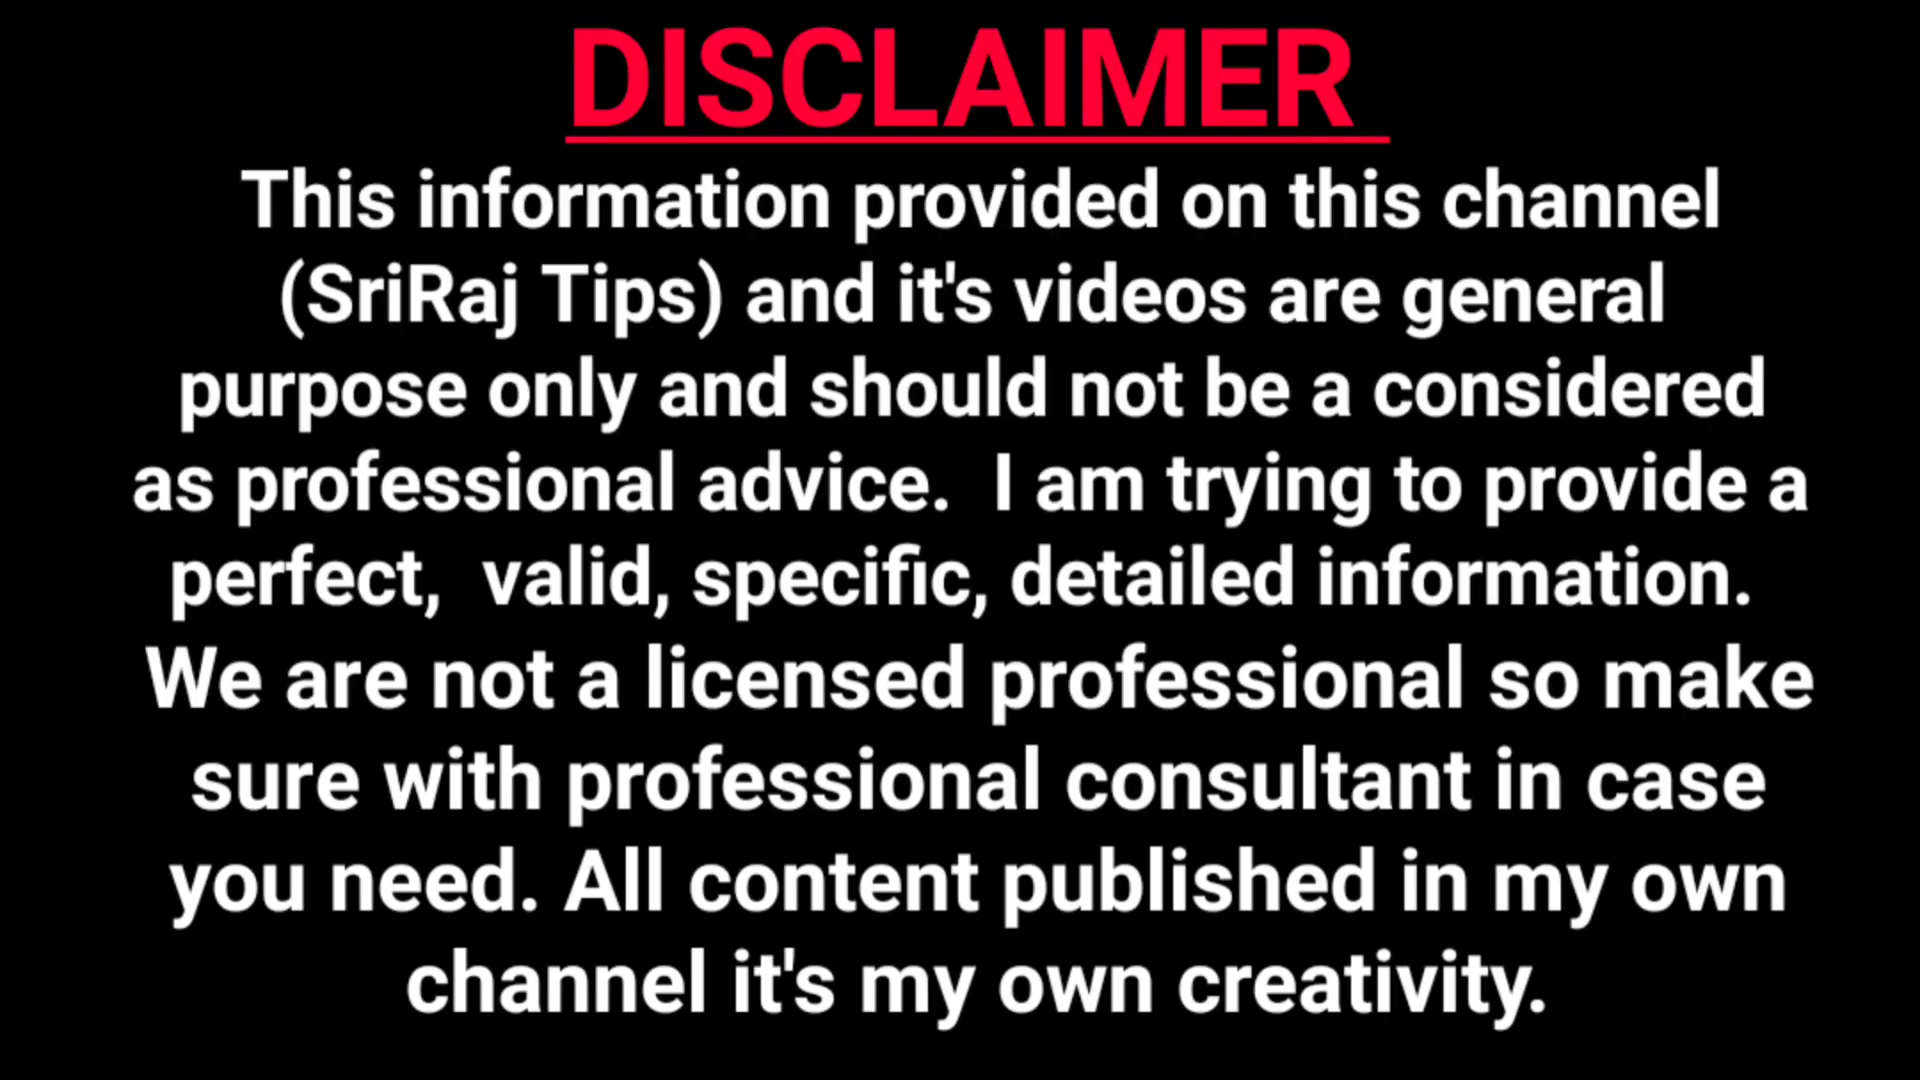 DISCLAIMER
This information provided on this channel
(SriRaj Tips) and it's videos are general
purpose only and should not be a considered
as professional advice.  I am trying to provide a
perfect,  valid, specific, detailed information.
We are not a licensed professional so make
sure with professional consultant in case
you need. All content published in my own
channel it's my own creativity.